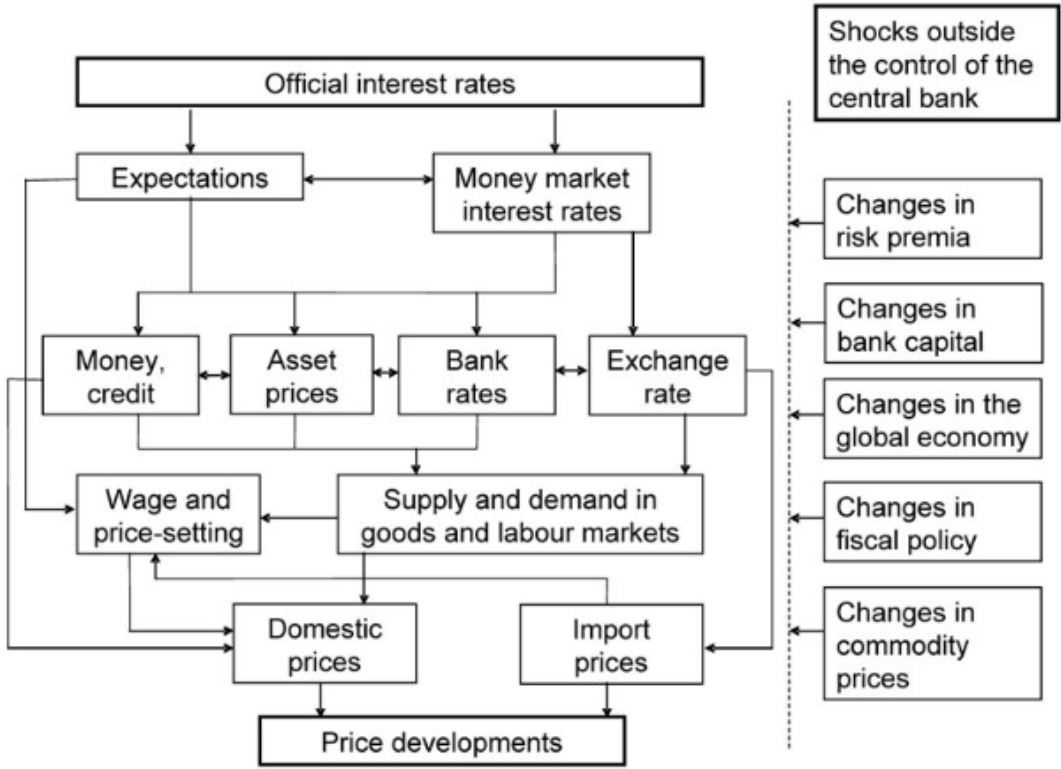 Shocks outside
the control of the
central bank
Official interest rates
Expectations
Money market
interest rates
Changes in
risk premia
Changes in
bank capital
Money,
credit
Asset
prices
Bank
rates
Exchange
rate
Changes in the
global economy
Wage and
price-setting
Supply and demand in
goods and labour markets
Changes in
fiscal policy
Domestic
prices
Import
prices
Changes in
commodity
prices
Price developments